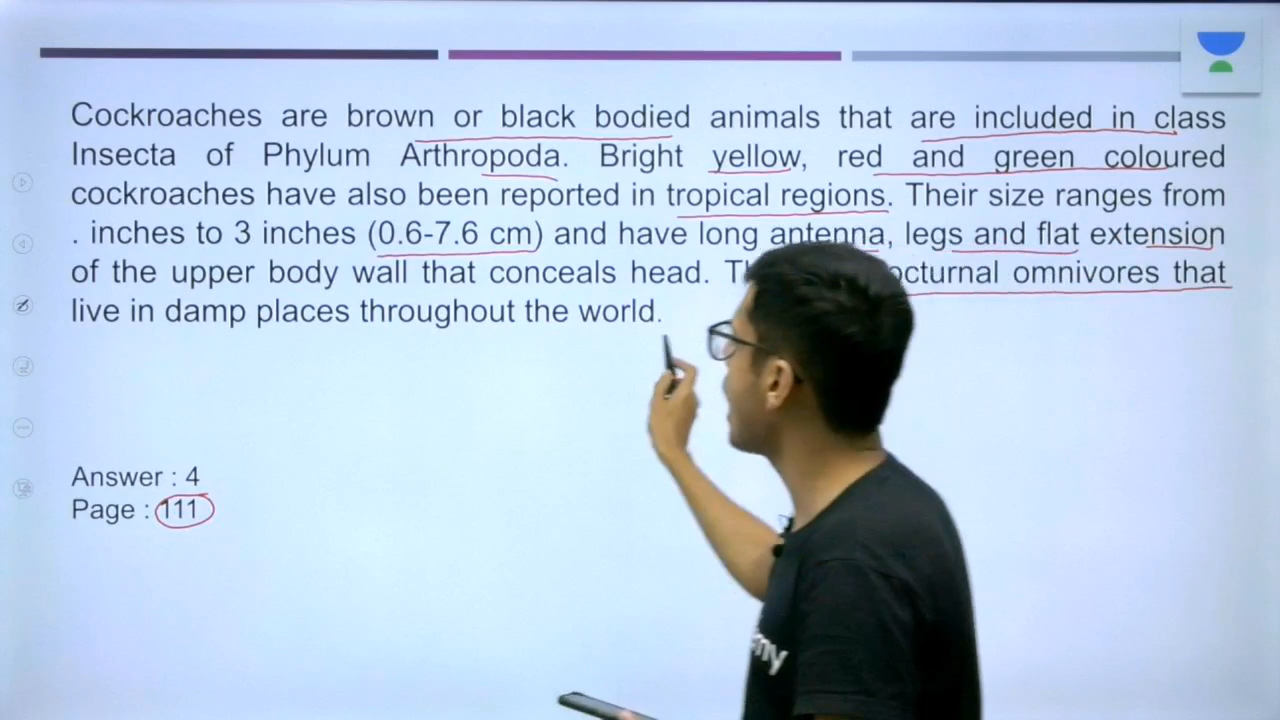 Cockroaches are brown or black bodied animals that are included in class
Insecta of Phylum Arthropoda. Bright yellow, red and green coloured
cockroaches have also been reported in tropical regions. Their size ranges from
. inches to 3 inches (0.6-7.6 cm) and have long antenna, legs and flat extension
of the upper body wall that conceals head. omnivores that
live in damp places throughout the world.
Answer : 4
Page : 111